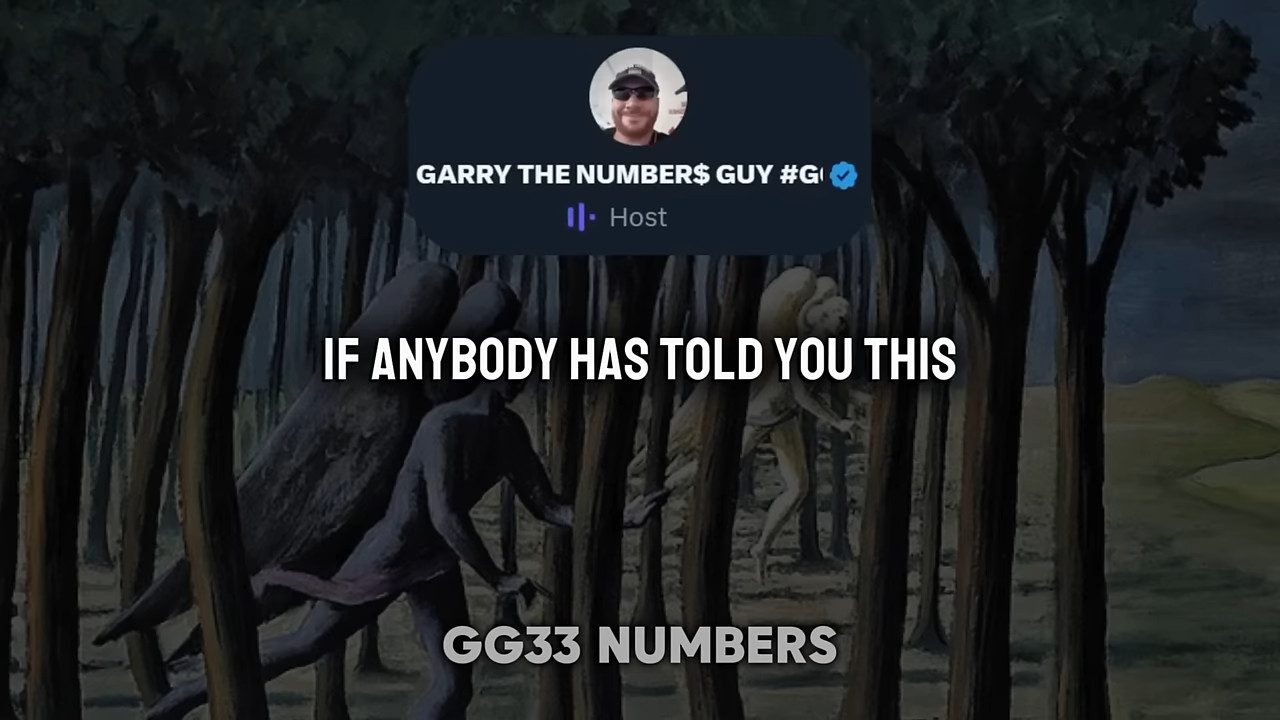 GARRY THE NUMBER$ GUY #G
Host
IF ANYBODY HAS TOLD YOU THIS
GG33 NUMBERS